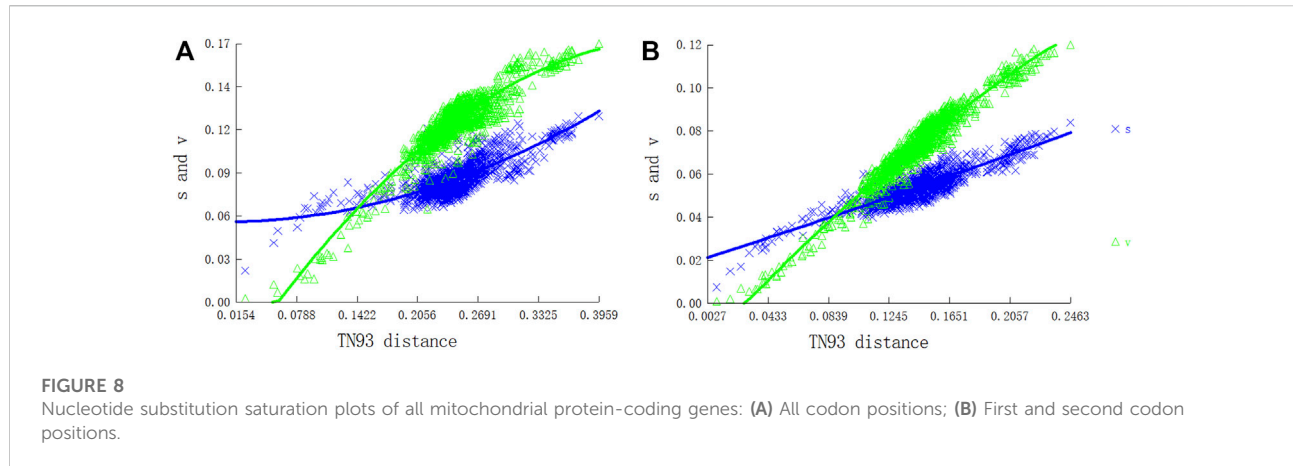 A
B
0.17
0.14
0.12
0.09
0.06
0.03
0.00
s and v
0.0154 0.0788 0.1422 0.2056 0.2691 0.3325 0.3959
TN93 distance
0.12
0.10
0.08
0.06
0.04
0.02
0.00
s and v
0.0027 0.0433 0.0839 0.1245 0.1651 0.2057 0.2463
TN93 distance
s
v
FIGURE 8
Nucleotide substitution saturation plots of all mitochondrial protein-coding genes: (A) All codon positions; (B) First and second codon
positions.